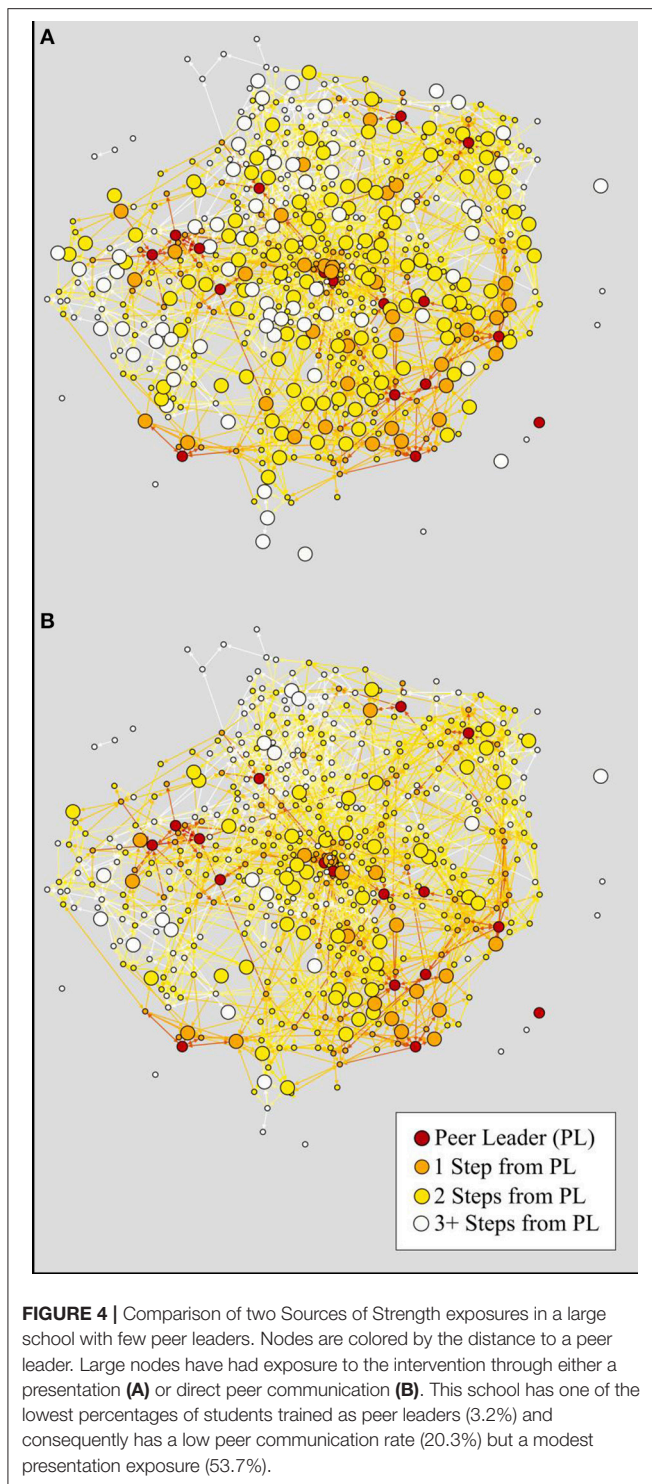 A
B
Peer Leader (PL)
1 Step from PL
2 Steps from PL
3+ Steps from PL
FIGURE 4 | Comparison of two Sources of Strength exposures in a large
school with few peer leaders. Nodes are colored by the distance to a peer
leader. Large nodes have had exposure to the intervention through either a
presentation (A) or direct peer communication (B). This school has one of the
lowest percentages of students trained as peer leaders (3.2%) and
consequently has a low peer communication rate (20.3%) but a modest
presentation exposure (53.7%).